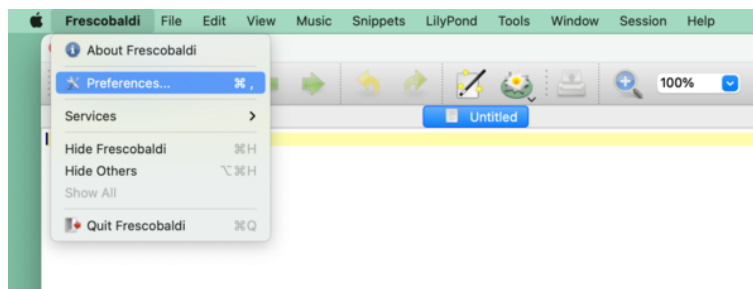 Frescobaldi File Edit View Music Snippets LilyPond Tools Window Session Help
About Frescobaldi
Preferences... ⌘ ,
100%
Services >
Untitled
Hide Frescobaldi ⌘H
Hide Others ⌥⌘H
Show All
Quit Frescobaldi ⌘Q